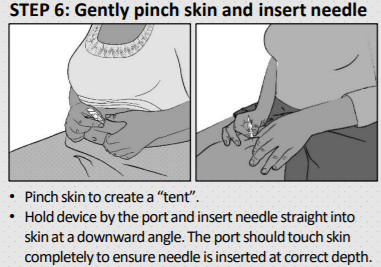 STEP 6: Gently pinch skin and insert needle
• Pinch skin to create a “tent”.
• Hold device by the port and insert needle straight into
skin at a downward angle. The port should touch skin
completely to ensure needle is inserted at correct depth.